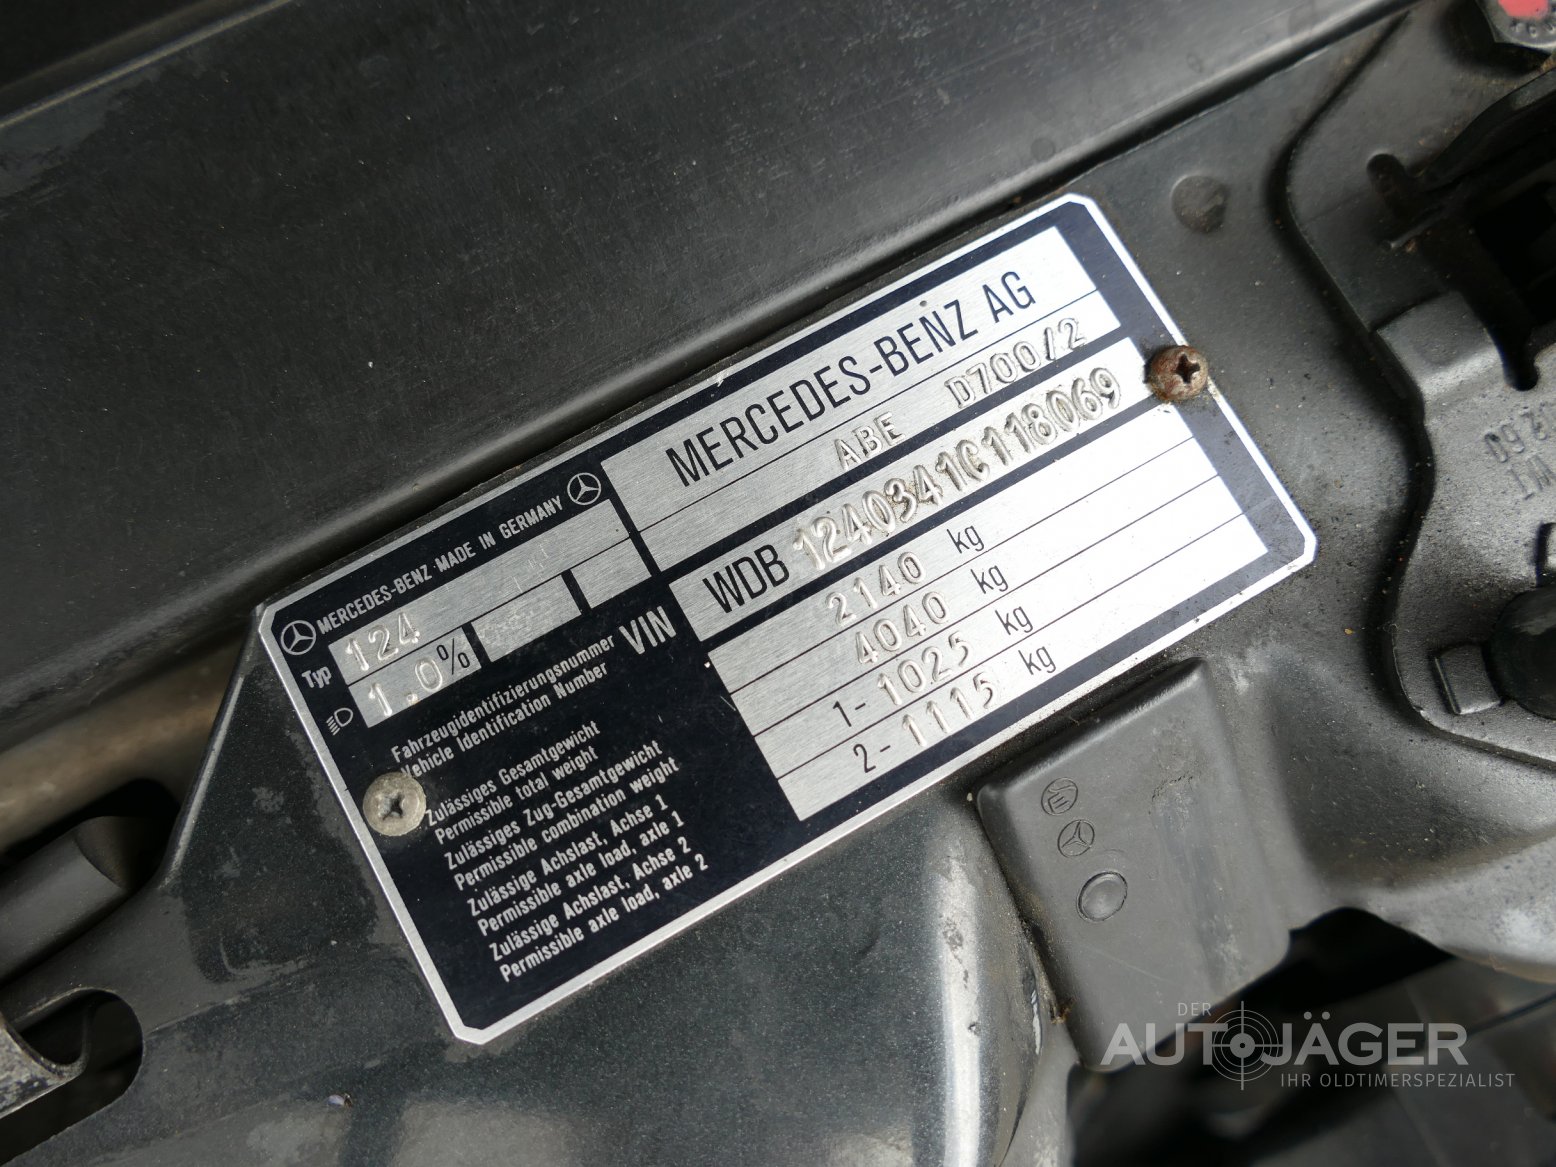 MERCEDES-BENZ MADE IN GERMANY
MERCEDES-BENZ AG
Typ 124
ABE D700/2
1.0%
Fahrzeugidentifizierungsnummer
Vehicle Identification Number
VIN WDB 1240341C118069
Zulässiges Gesamtgewicht
Permissible total weight
2140 kg
Zulässiges Zug-Gesamtgewicht
Permissible combination weight
4040 kg
Zulässige Achslast, Achse 1
Permissible axle load, axle 1
1-1025 kg
Zulässige Achslast, Achse 2
Permissible axle load, axle 2
2-1115 kg
DER
AUTOJÄGER
IHR OLDTIMERSPEZIALIST